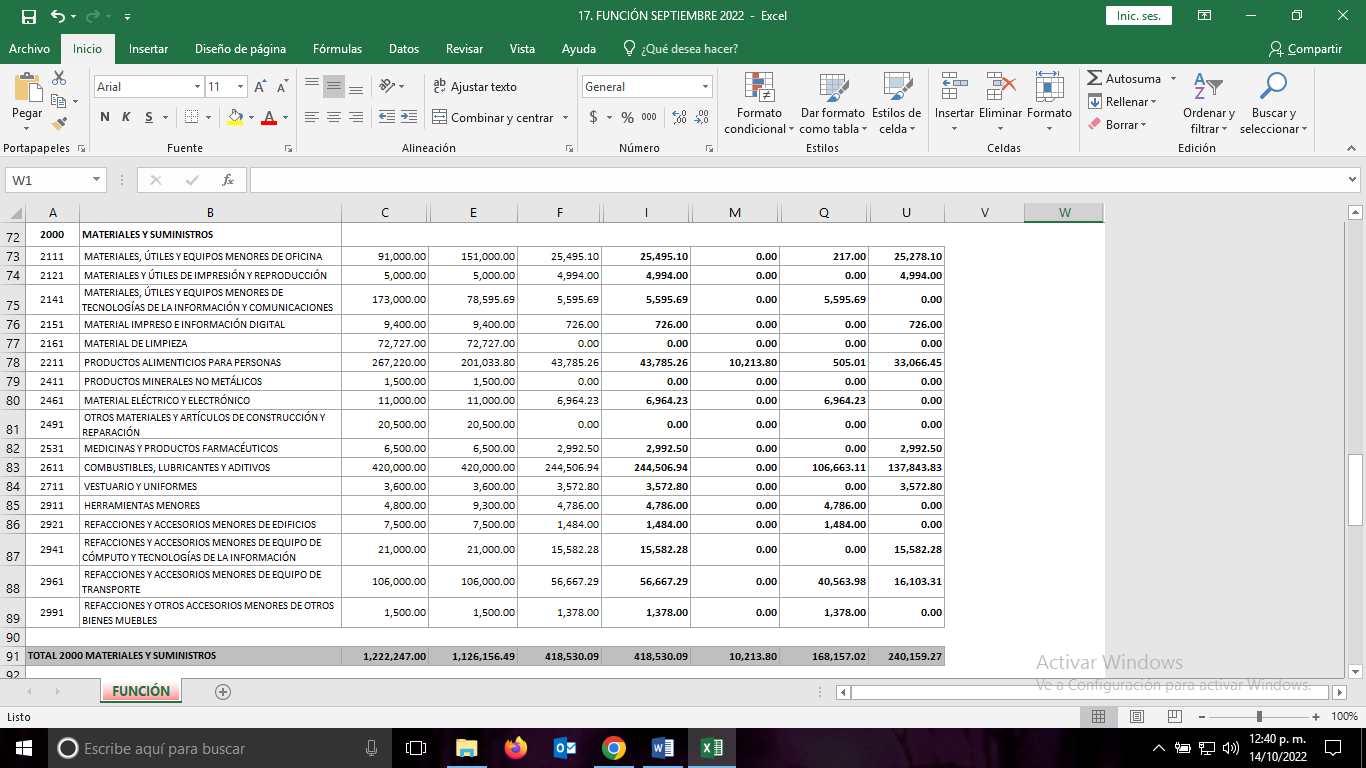 17. FUNCIÓN SEPTIEMBRE 2022 - Excel
Inic. ses.
Archivo Inicio Insertar Diseño de página Fórmulas Datos Revisar Vista Ayuda ¿Qué desea hacer? Compartir
Pegar
Portapapeles
Arial 11 A A
N K S A
Fuente
ab Ajustar texto
Combinar y centrar
Alineación
General
$ % 000
Número
Formato condicional
Dar formato como tabla
Estilos de celda
Estilos
Insertar Eliminar Formato
Celdas
Autosuma
Rellenar
Borrar
Ordenar y filtrar
Buscar y seleccionar
Edición
W1 fx
A B C E F I M Q U V W
72 2000 MATERIALES Y SUMINISTROS
73 2111 MATERIALES, ÚTILES Y EQUIPOS MENORES DE OFICINA 91,000.00 151,000.00 25,495.10 25,495.10 0.00 217.00 25,278.10
74 2121 MATERIALES Y ÚTILES DE IMPRESIÓN Y REPRODUCCIÓN 5,000.00 5,000.00 4,994.00 4,994.00 0.00 0.00 4,994.00
75 2141 MATERIALES, ÚTILES Y EQUIPOS MENORES DE TECNOLOGÍAS DE LA INFORMACIÓN Y COMUNICACIONES 173,000.00 78,595.69 5,595.69 5,595.69 0.00 5,595.69 0.00
76 2151 MATERIAL IMPRESO E INFORMACIÓN DIGITAL 9,400.00 9,400.00 726.00 726.00 0.00 0.00 726.00
77 2161 MATERIAL DE LIMPIEZA 72,727.00 72,727.00 0.00 0.00 0.00 0.00 0.00
78 2211 PRODUCTOS ALIMENTICIOS PARA PERSONAS 267,220.00 201,033.80 43,785.26 43,785.26 10,213.80 505.01 33,066.45
79 2411 PRODUCTOS MINERALES NO METÁLICOS 1,500.00 1,500.00 0.00 0.00 0.00 0.00 0.00
80 2461 MATERIAL ELÉCTRICO Y ELECTRÓNICO 11,000.00 11,000.00 6,964.23 6,964.23 0.00 6,964.23 0.00
81 2491 OTROS MATERIALES Y ARTÍCULOS DE CONSTRUCCIÓN Y REPARACIÓN 20,500.00 20,500.00 0.00 0.00 0.00 0.00 0.00
82 2531 MEDICINAS Y PRODUCTOS FARMACÉUTICOS 6,500.00 6,500.00 2,992.50 2,992.50 0.00 0.00 2,992.50
83 2611 COMBUSTIBLES, LUBRICANTES Y ADITIVOS 420,000.00 420,000.00 244,506.94 244,506.94 0.00 106,663.11 137,843.83
84 2711 VESTUARIO Y UNIFORMES 3,600.00 3,600.00 3,572.80 3,572.80 0.00 0.00 3,572.80
85 2911 HERRAMIENTAS MENORES 4,800.00 9,300.00 4,786.00 4,786.00 0.00 4,786.00 0.00
86 2921 REFACCIONES Y ACCESORIOS MENORES DE EDIFICIOS 7,500.00 7,500.00 1,484.00 1,484.00 0.00 1,484.00 0.00
87 2941 REFACCIONES Y ACCESORIOS MENORES DE EQUIPO DE CÓMPUTO Y TECNOLOGÍAS DE LA INFORMACIÓN 21,000.00 21,000.00 15,582.28 15,582.28 0.00 0.00 15,582.28
88 2961 REFACCIONES Y ACCESORIOS MENORES DE EQUIPO DE TRANSPORTE 106,000.00 106,000.00 56,667.29 56,667.29 0.00 40,563.98 16,103.31
89 2991 REFACCIONES Y OTROS ACCESORIOS MENORES DE OTROS BIENES MUEBLES 1,500.00 1,500.00 1,378.00 1,378.00 0.00 1,378.00 0.00
90
91 TOTAL 2000 MATERIALES Y SUMINISTROS 1,222,247.00 1,126,156.49 418,530.09 418,530.09 10,213.80 168,157.02 240,159.27
92
Activar Windows
Ve a Configuración para activar Windows.
FUNCIÓN
Listo 100%
Escribe aquí para buscar
12:40 p. m.
14/10/2022